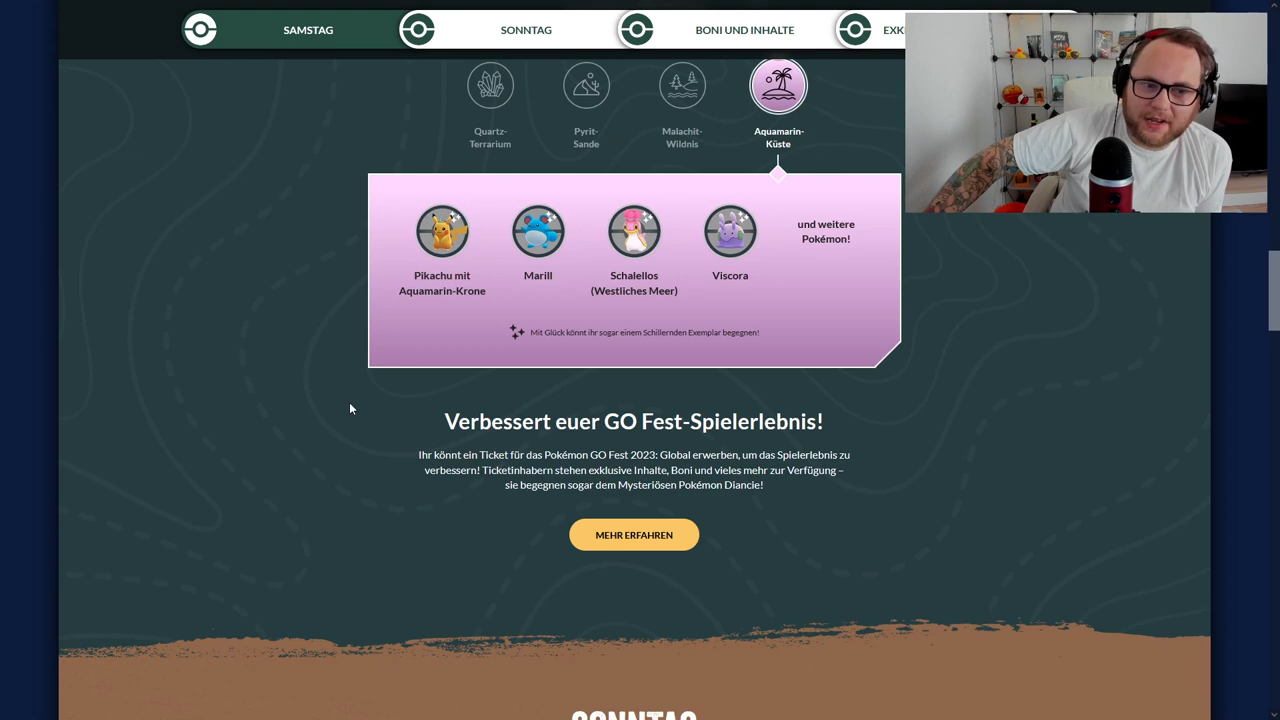 SAMSTAG
SONNTAG
BONI UND INHALTE
EXK
Quartz-
Terrarium
Pyrit-
Sande
Malachit-
Wildnis
Aquamarin-
Küste
Pikachu mit
Aquamarin-Krone
Marill
Schalellos
(Westliches Meer)
Viscora
und weitere
Pokémon!
Mit Glück könnt ihr sogar einem Schillernden Exemplar begegnen!
Verbessert euer GO Fest-Spielerlebnis!
Ihr könnt ein Ticket für das Pokémon GO Fest 2023: Global erwerben, um das Spielerlebnis zu
verbessern! Ticketinhabern stehen exklusive Inhalte, Boni und vieles mehr zur Verfügung –
sie begegnen sogar dem Mysteriösen Pokémon Diancie!
MEHR ERFAHREN
SONNTAG